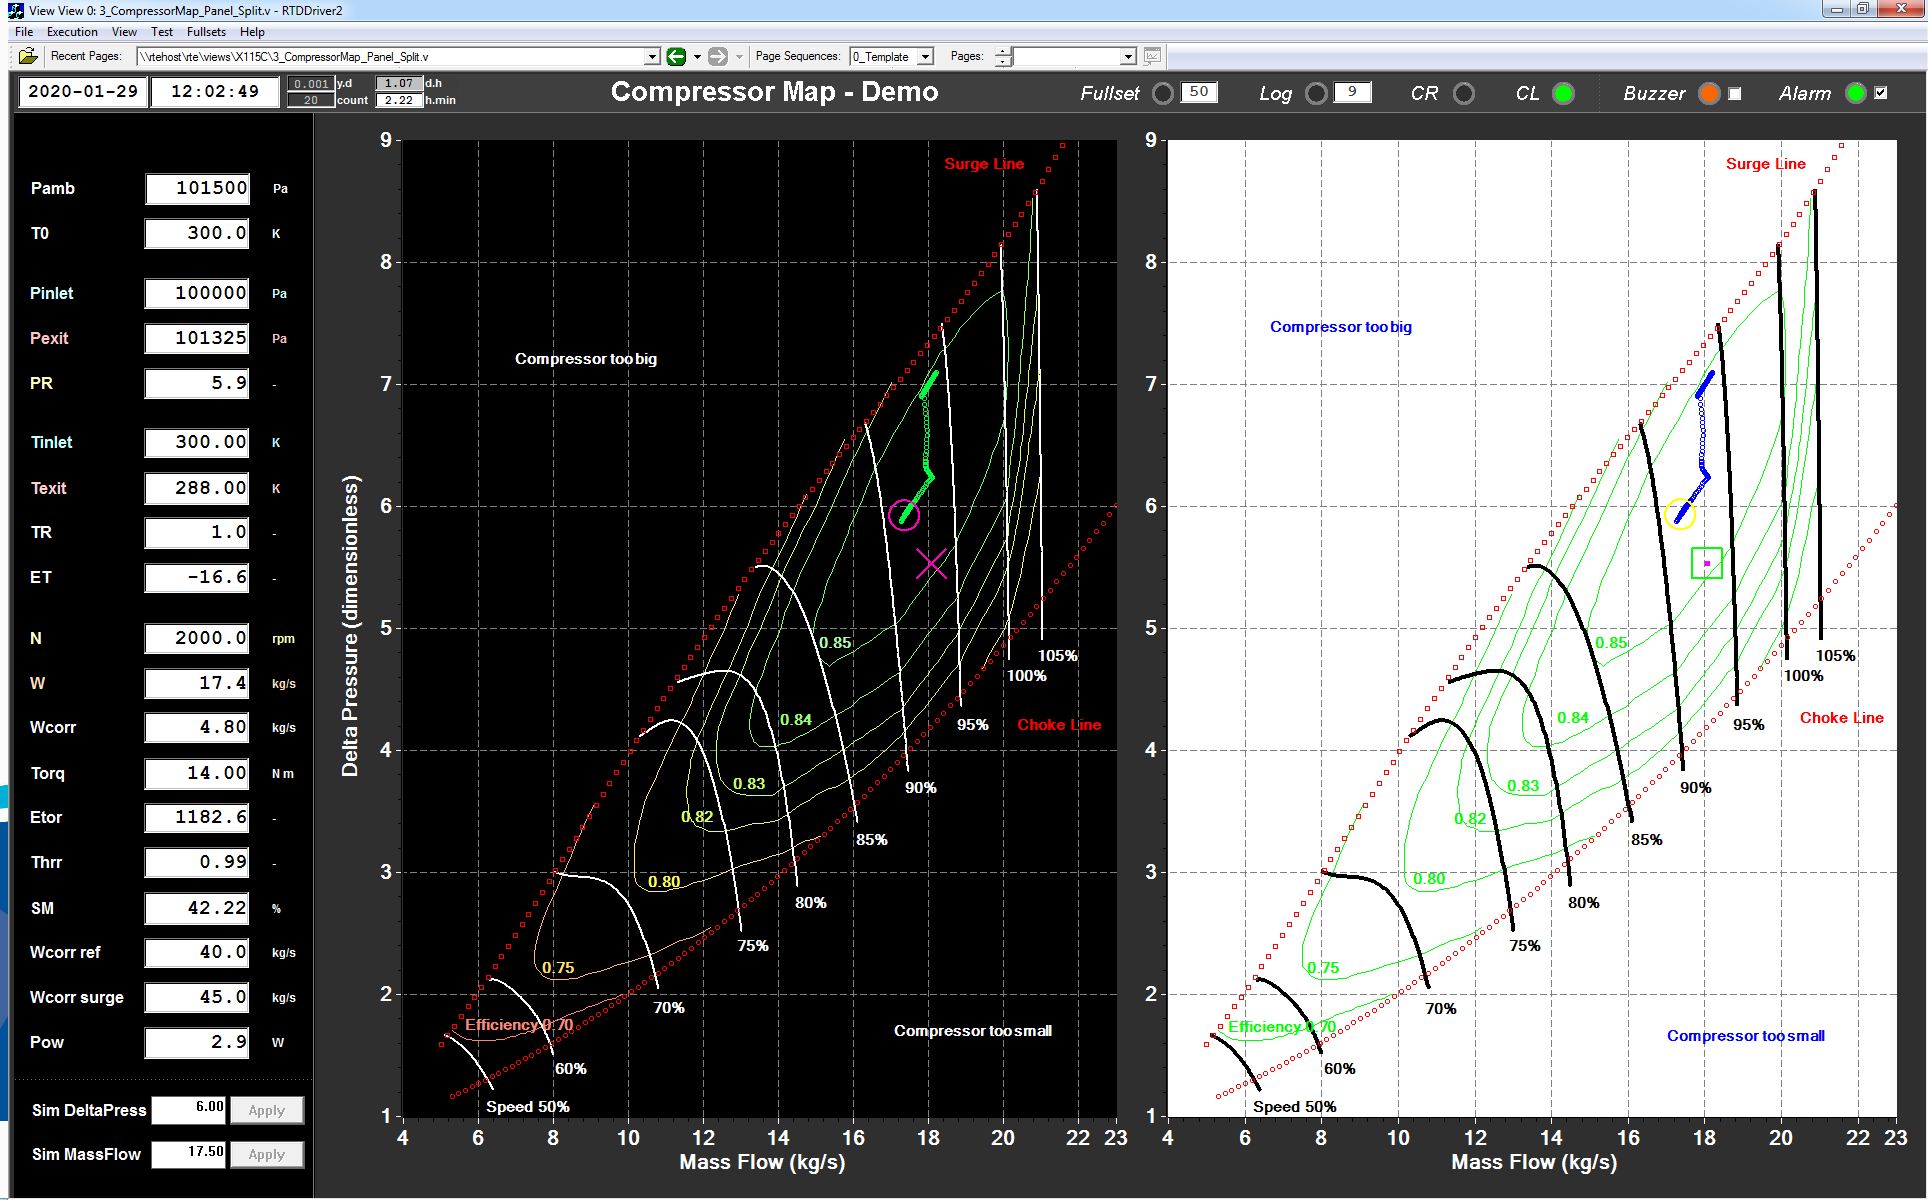 View View 0: 3_CompressorMap_Panel_Split.v - RTDDriver2
File Execution View Test Fullsets Help
Recent Pages: \\rtehost\rte\views\X115C\3_CompressorMap_Panel_Split.v Page Sequences: 0_Template Pages:
2020-01-29 12:02:49 0.001 y.d 1.07 d.h
20 count 2.22 h.min
Compressor Map - Demo
Fullset 50 Log 9 CR CL Buzzer Alarm
Pamb 101500 Pa
T0 300.0 K
Pinlet 100000 Pa
Pexit 101325 Pa
PR 5.9 -
Tinlet 300.00 K
Texit 288.00 K
TR 1.0 -
ET -16.6 -
N 2000.0 rpm
W 17.4 kg/s
Wcorr 4.80 kg/s
Torq 14.00 N m
Etor 1182.6 -
Thrr 0.99 -
SM 42.22 %
Wcorr ref 40.0 kg/s
Wcorr surge 45.0 kg/s
Pow 2.9 W
Sim DeltaPress 6.00 Apply
Sim MassFlow 17.50 Apply
Delta Pressure (dimensionless)
9
8
7
6
5
4
3
2
1
Surge Line
Compressor too big
0.85
105%
100%
0.84
95%
Choke Line
0.83
90%
0.82
85%
0.80
80%
75%
0.75
70%
Efficiency 0.70
Compressor too small
60%
Speed 50%
4 6 8 10 12 14 16 18 20 22 23
Mass Flow (kg/s)
9
8
7
6
5
4
3
2
1
Surge Line
Compressor too big
0.85
105%
100%
0.84
95%
Choke Line
0.83
90%
0.82
85%
0.80
80%
75%
0.75
70%
Efficiency 0.70
Compressor too small
60%
Speed 50%
4 6 8 10 12 14 16 18 20 22 23
Mass Flow (kg/s)